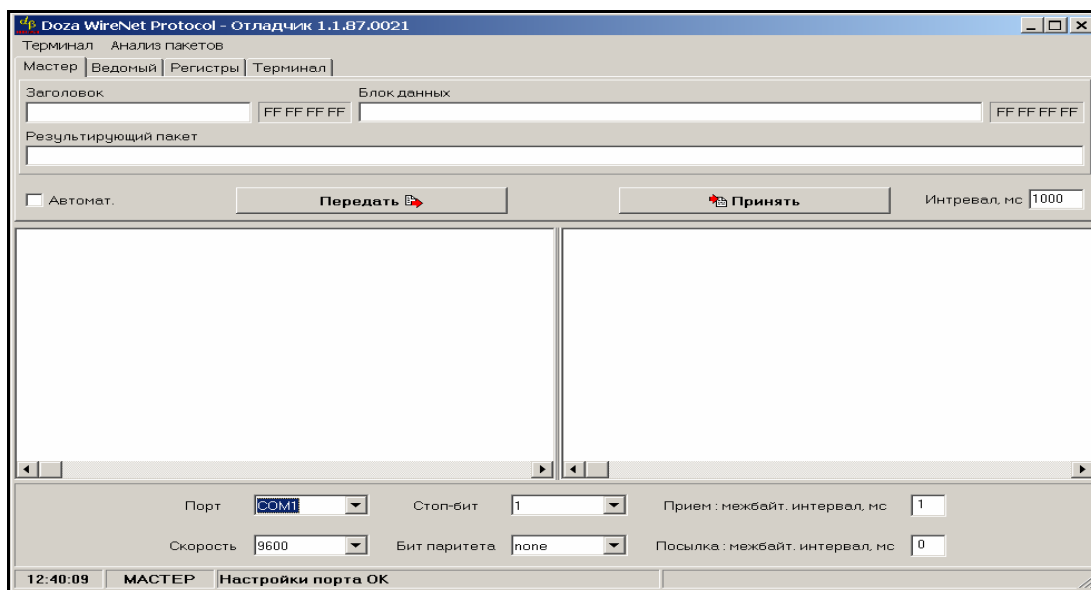 Doza WireNet Protocol - Отладчик 1.1.87.0021
Терминал Анализ пакетов
Мастер Ведомый Регистры Терминал
Заголовок Блок данных
FF FF FF FF FF FF FF FF
Результирующий пакет
Автомат. Передать Принять Интревал, мс 1000
Порт COM1 Стоп-бит 1 Прием : межбайт. интервал, мс 1
Скорость 9600 Бит паритета none Посылка : межбайт. интервал, мс 0
12:40:09 МАСТЕР Настройки порта OK